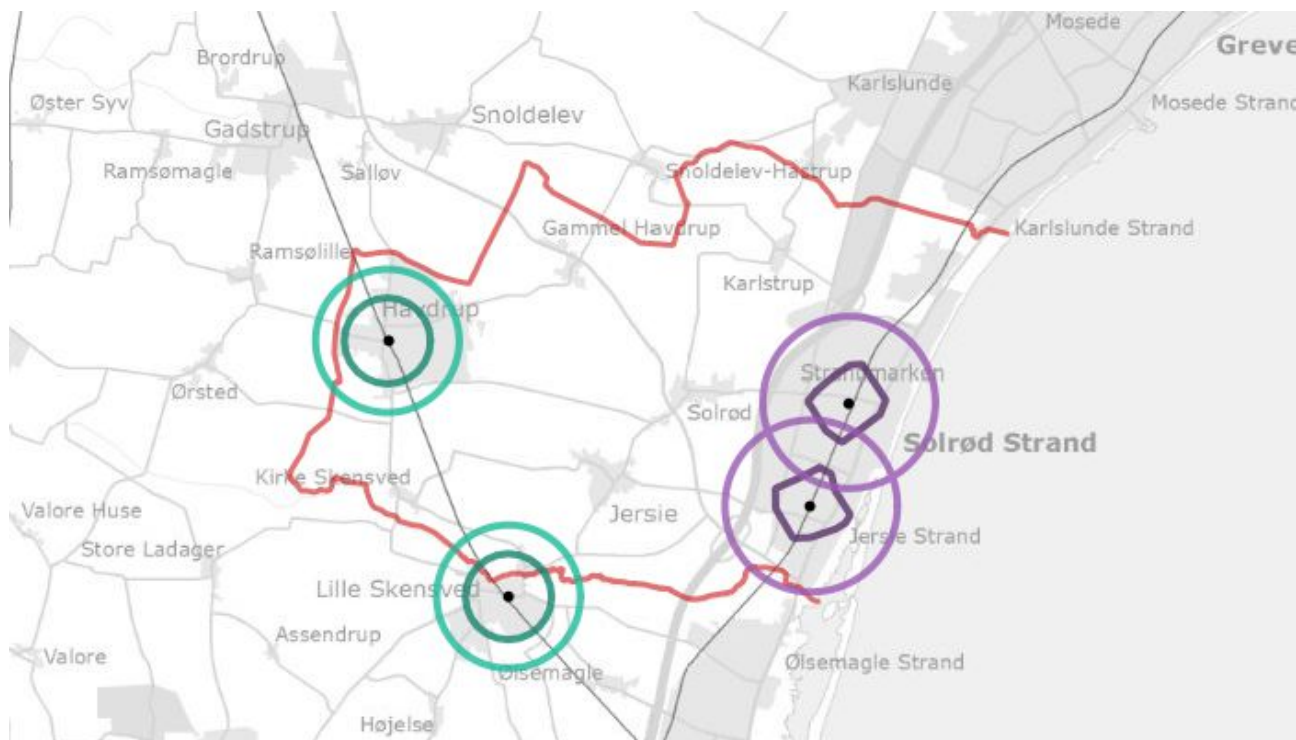 Mosede
Greve
Brordrup
Karlslunde
Øster Syv
Snoldelev
Mosede Strand
Gadstrup
Ramsømagle
Salløv
Snoldelev-Hastrup
Gammel Havdrup
Karlslunde Strand
Ramsølille
Karlstrup
Havdrup
Strandmarken
Ørsted
Solrød
Solrød Strand
Kirke Skensved
Valore Huse
Jersie
Jersie Strand
Store Ladager
Lille Skensved
Assendrup
Valore
Ølsemagle
Ølsemagle Strand
Højelse